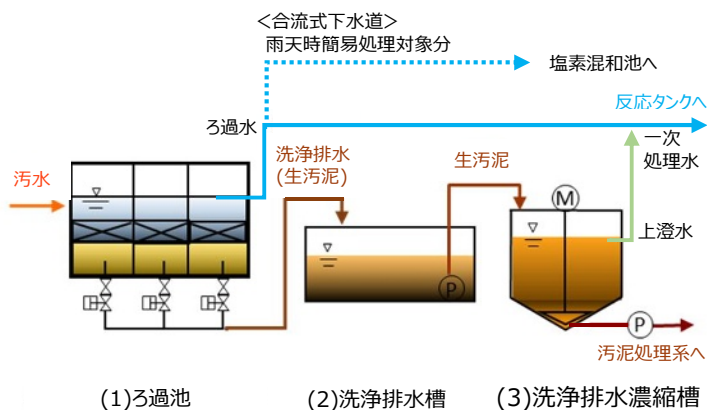 ＜合流式下水道＞
雨天時簡易処理対象分
塩素混和池へ
反応タンクへ
ろ過水
洗浄排水
(生汚泥)
生汚泥
一次
処理水
汚水
M
上澄水
P
P
汚泥処理系へ
(1)ろ過池
(2)洗浄排水槽
(3)洗浄排水濃縮槽